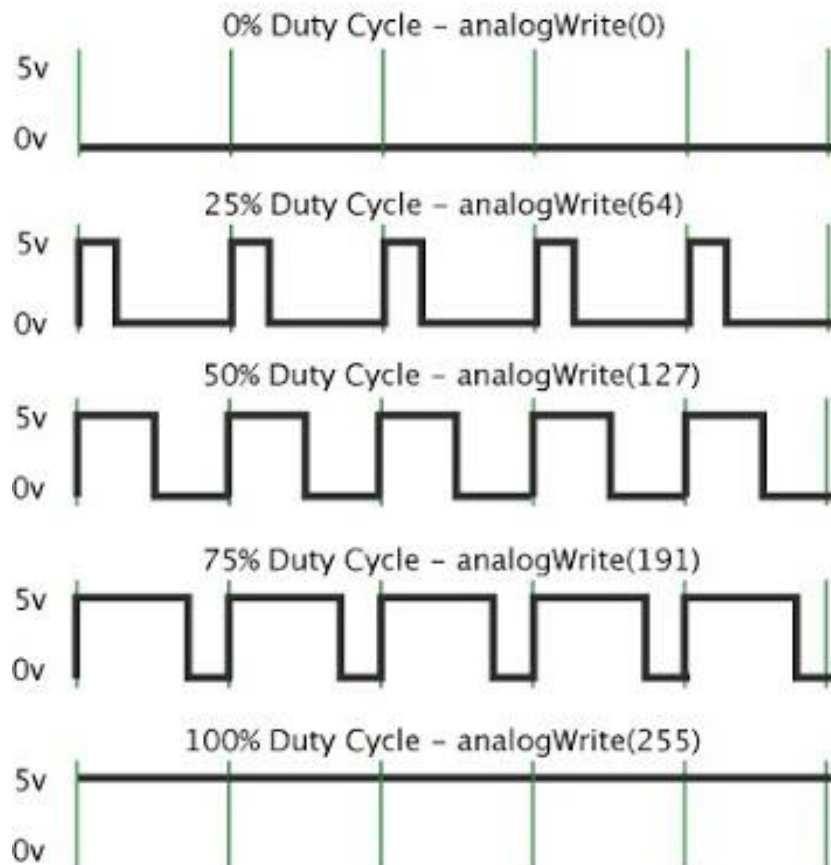 0% Duty Cycle – analogWrite(0)
5v
0v
25% Duty Cycle – analogWrite(64)
5v
0v
50% Duty Cycle – analogWrite(127)
5v
0v
75% Duty Cycle – analogWrite(191)
5v
0v
100% Duty Cycle – analogWrite(255)
5v
0v